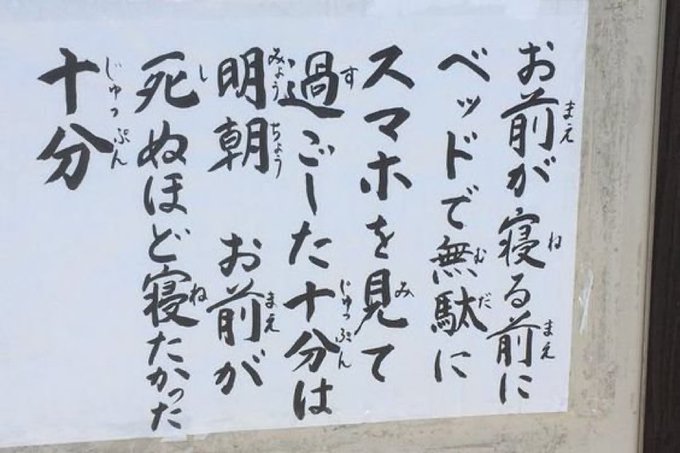 お前が寝る前に
ベッドで無駄に
スマホを見て
過ごした十分は
明朝　お前が
死ぬほど寝たかった
十分